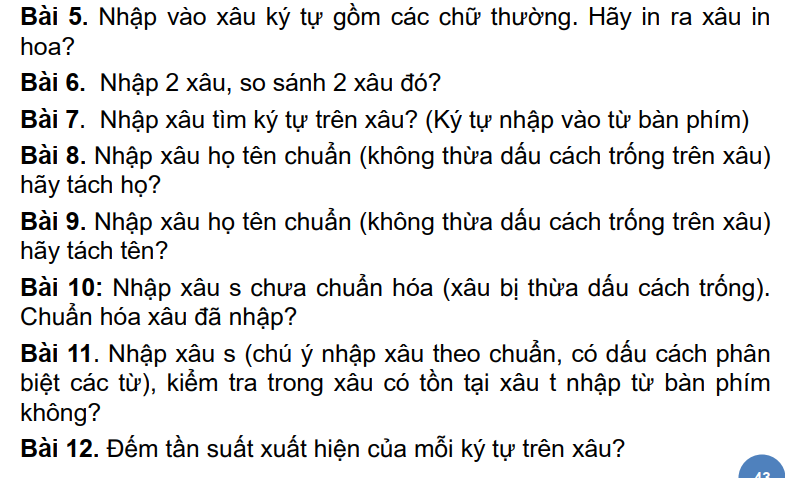 Bài 5. Nhập vào xâu ký tự gồm các chữ thường. Hãy in ra xâu in
hoa?
Bài 6. Nhập 2 xâu, so sánh 2 xâu đó?
Bài 7. Nhập xâu tìm ký tự trên xâu? (Ký tự nhập vào từ bàn phím)
Bài 8. Nhập xâu họ tên chuẩn (không thừa dấu cách trống trên xâu)
hãy tách họ?
Bài 9. Nhập xâu họ tên chuẩn (không thừa dấu cách trống trên xâu)
hãy tách tên?
Bài 10: Nhập xâu s chưa chuẩn hóa (xâu bị thừa dấu cách trống).
Chuẩn hóa xâu đã nhập?
Bài 11. Nhập xâu s (chú ý nhập xâu theo chuẩn, có dấu cách phân
biệt các từ), kiểm tra trong xâu có tồn tại xâu t nhập từ bàn phím
không?
Bài 12. Đếm tần suất xuất hiện của mỗi ký tự trên xâu?